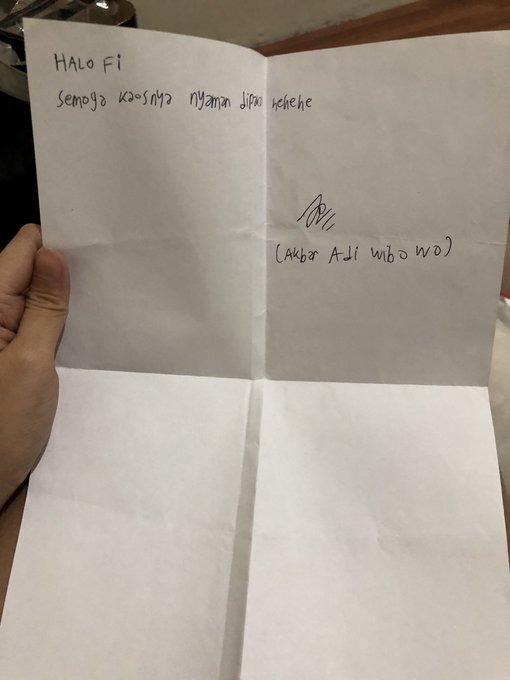 HALO Fi
Semoga kaosnya nyaman dipakai hehehe
(Akbar Adi wibowo)